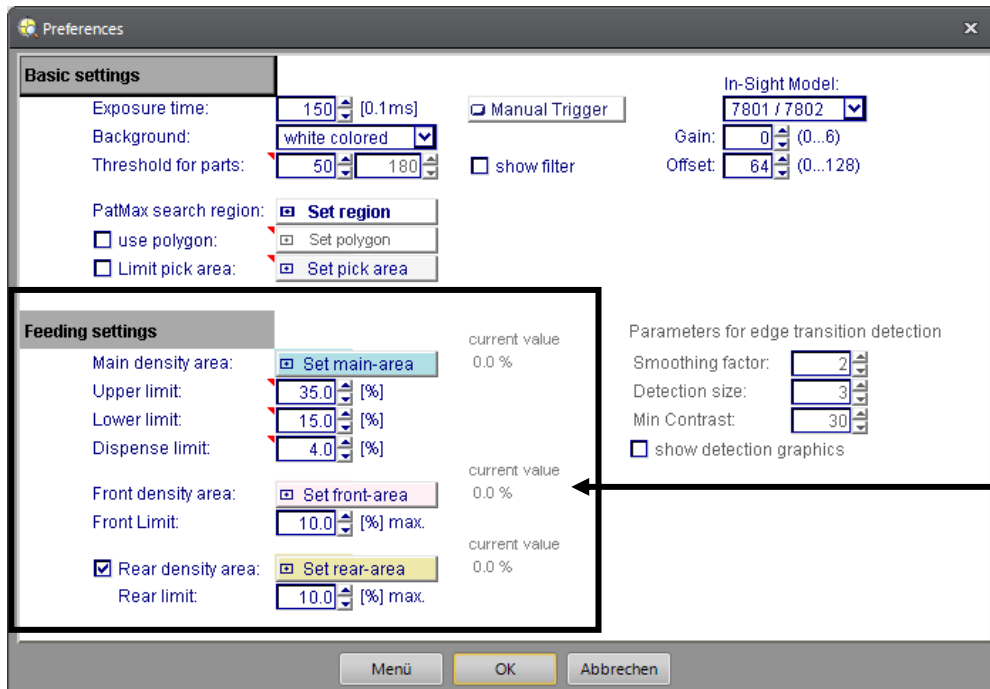 Preferences
Basic settings
In-Sight Model:
Exposure time: 150 [0.1ms] Manual Trigger 7801 / 7802
Background: white colored Gain: 0 (0...6)
Threshold for parts: 50 180 show filter Offset: 64 (0...128)
PatMax search region: Set region
use polygon: Set polygon
Limit pick area: Set pick area
Feeding settings
current value
Parameters for edge transition detection
Main density area: Set main-area 0.0 % Smoothing factor: 2
Upper limit: 35.0 [%] Detection size: 3
Lower limit: 15.0 [%] Min Contrast: 30
Dispense limit: 4.0 [%] show detection graphics
current value
Front density area: Set front-area 0.0 %
Front Limit: 10.0 [%] max.
current value
Rear density area: Set rear-area 0.0 %
Rear limit: 10.0 [%] max.
Menü OK Abbrechen